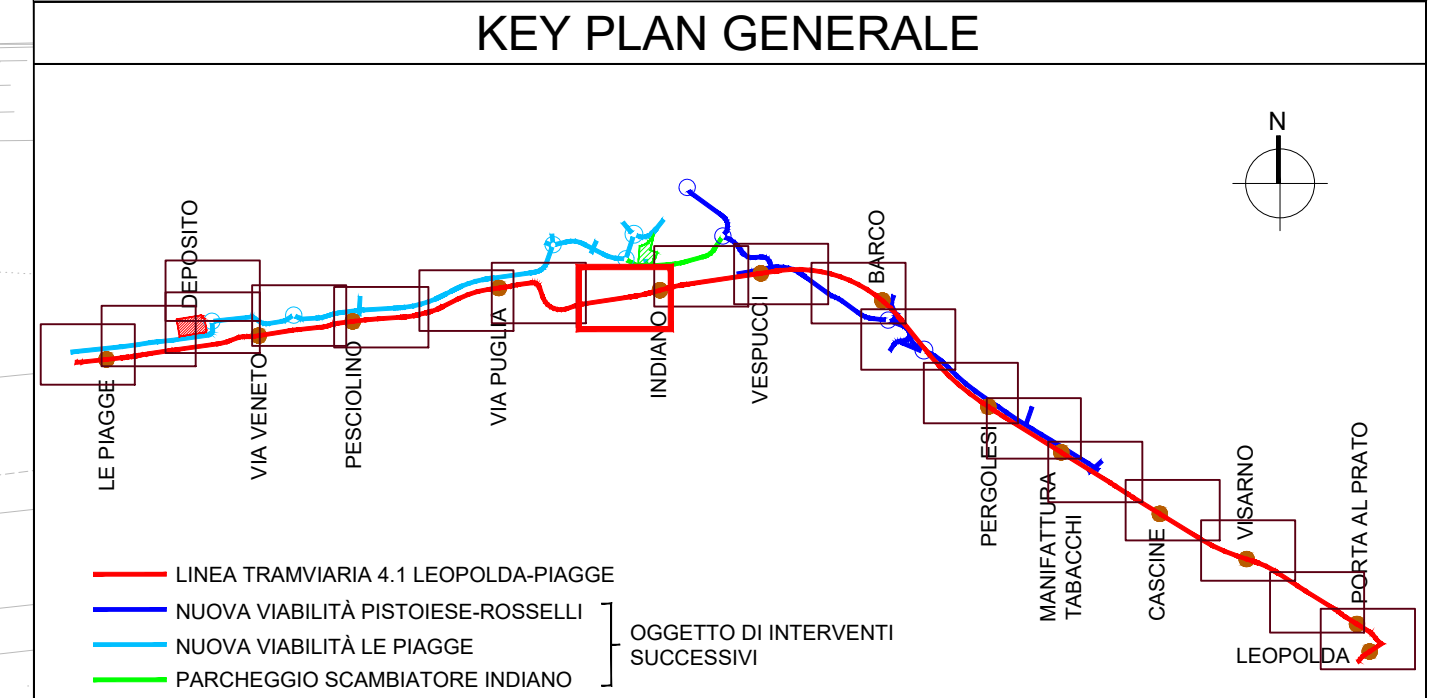 KEY PLAN GENERALE
N
DEPOSITO
BARCO
LE PIAGGE
VIA VENETO
PESCIOLINO
VIA PUGLIA
INDIANO
VESPUCCI
PERGOLESI
MANIFATTURA
TABACCHI
CASCINE
VISARNO
PORTA AL PRATO
LEOPOLDA
LINEA TRAMVIARIA 4.1 LEOPOLDA-PIAGGE
NUOVA VIABILITÀ PISTOIESE-ROSSELLI
NUOVA VIABILITÀ LE PIAGGE
PARCHEGGIO SCAMBIATORE INDIANO
OGGETTO DI INTERVENTI
SUCCESSIVI